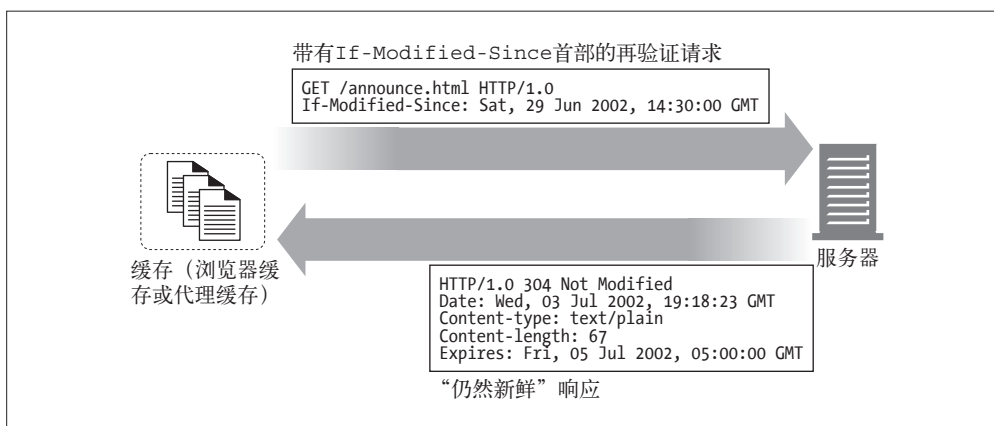 带有If-Modified-Since首部的再验证请求
GET /announce.html HTTP/1.0
If-Modified-Since: Sat, 29 Jun 2002, 14:30:00 GMT
缓存（浏览器缓
存或代理缓存）
服务器
HTTP/1.0 304 Not Modified
Date: Wed, 03 Jul 2002, 19:18:23 GMT
Content-type: text/plain
Content-length: 67
Expires: Fri, 05 Jul 2002, 05:00:00 GMT
“仍然新鲜”响应